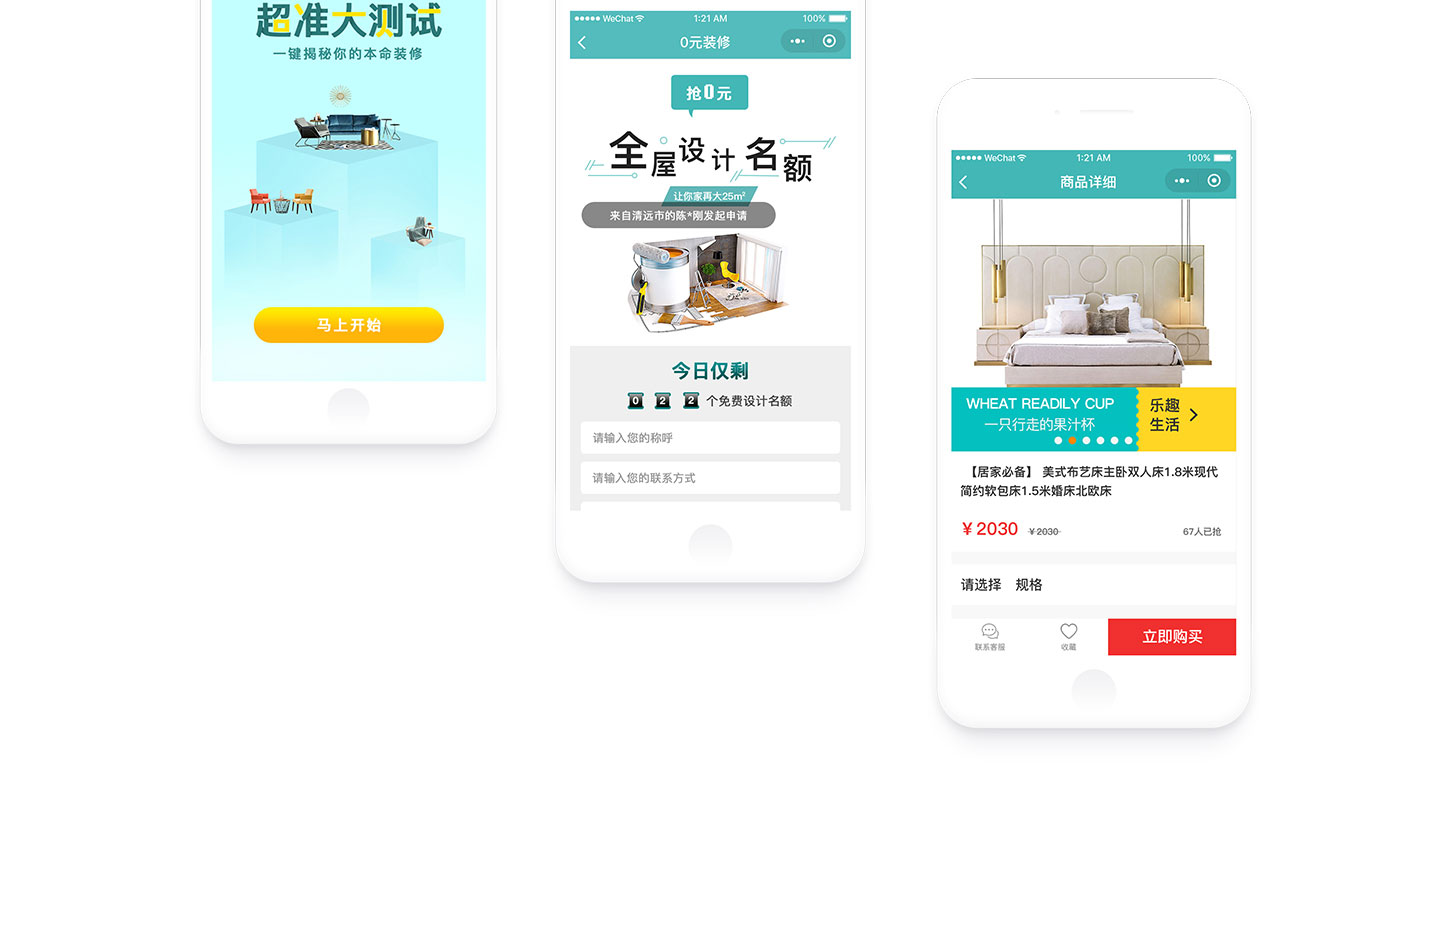 超准大测试
一键揭秘你的本命装修
马上开始
WeChat 1:21 AM 100%
0元装修
抢0元
全屋设计名额
让你家再大25m²
来自清远市的陈*刚发起申请
今日仅剩
0 2 2 个免费设计名额
请输入您的称呼
请输入您的联系方式
WeChat 1:21 AM 100%
商品详细
WHEAT READILY CUP
一只行走的果汁杯
乐趣
生活
【居家必备】 美式布艺床主卧双人床1.8米现代
简约软包床1.5米婚床北欧床
¥ 2030 ¥ 2030 67人已抢
请选择 规格
联系客服 收藏 立即购买